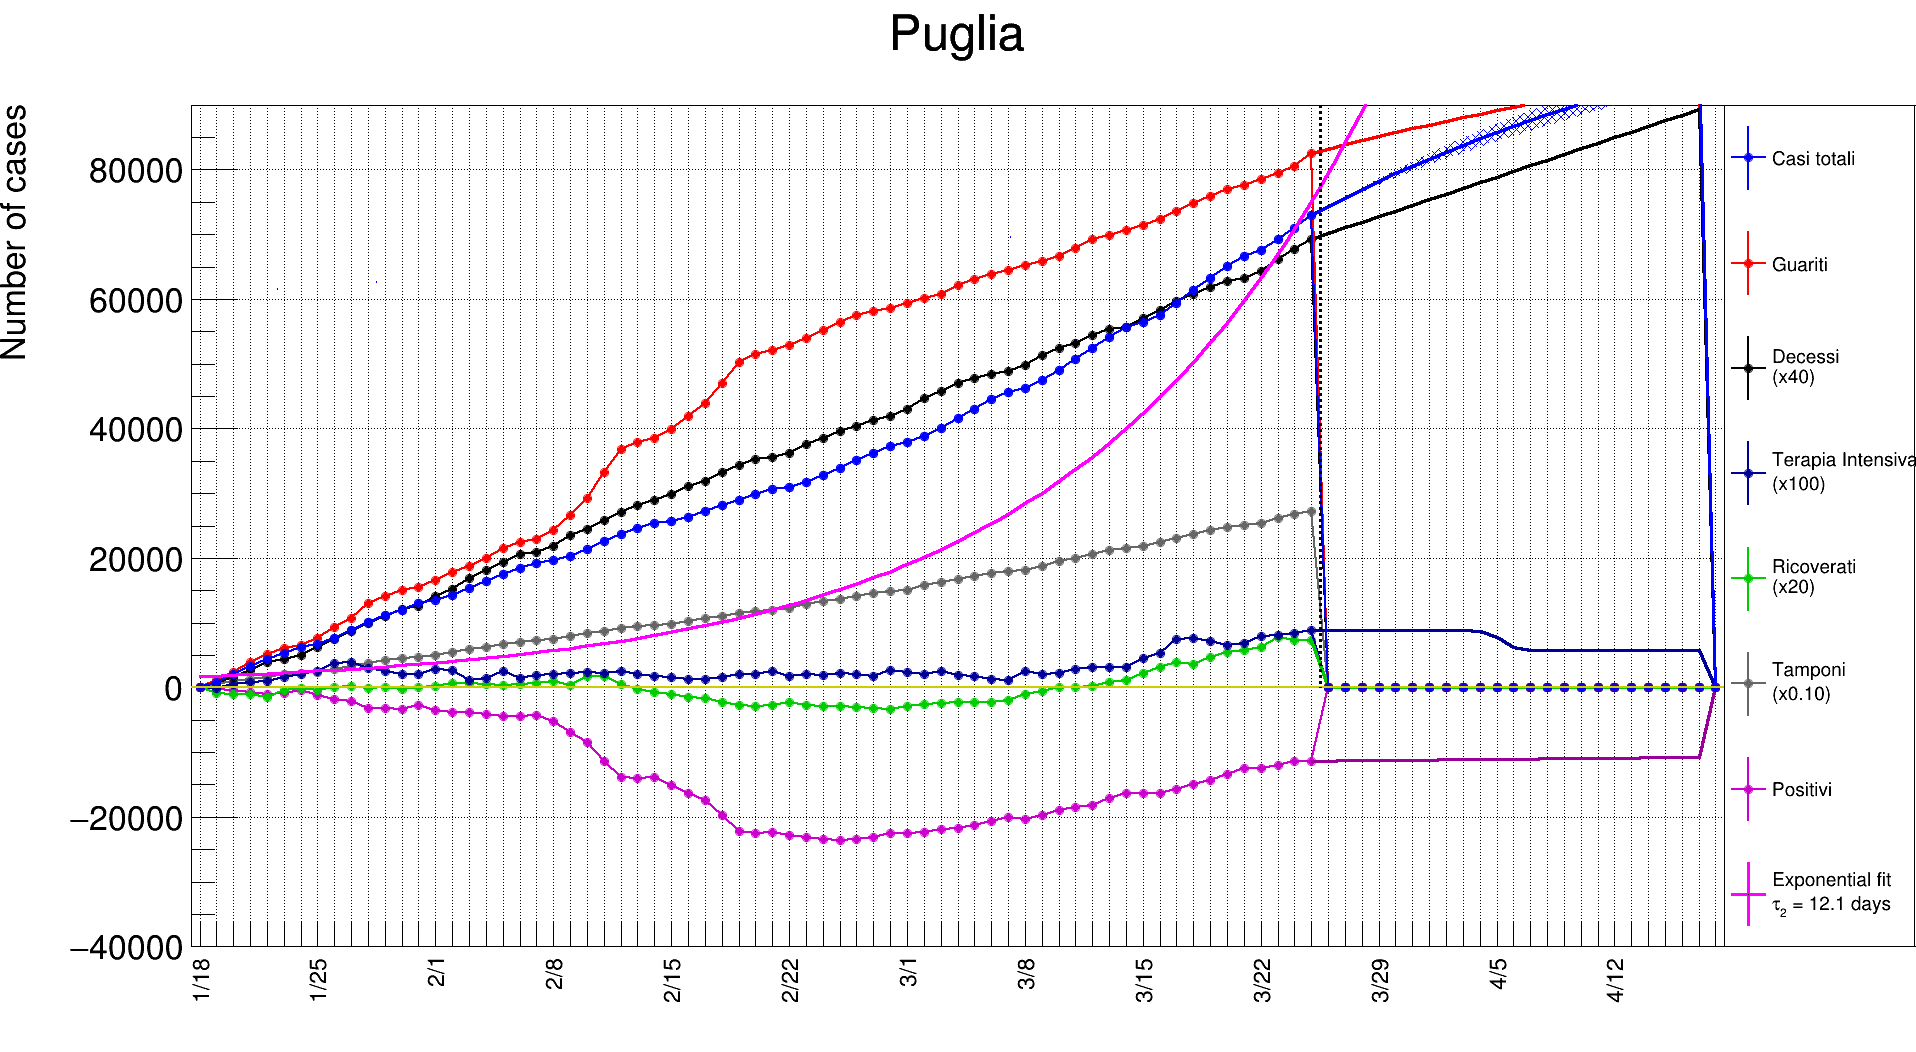 Puglia
Number of cases
80000
60000
40000
20000
0
−20000
−40000
1/18
1/25
2/1
2/8
2/15
2/22
3/1
3/8
3/15
3/22
3/29
4/5
4/12
Casi totali
Guariti
Decessi
(x40)
Terapia Intensiva
(x100)
Ricoverati
(x20)
Tamponi
(x0.10)
Positivi
Exponential fit
τ2 = 12.1 days